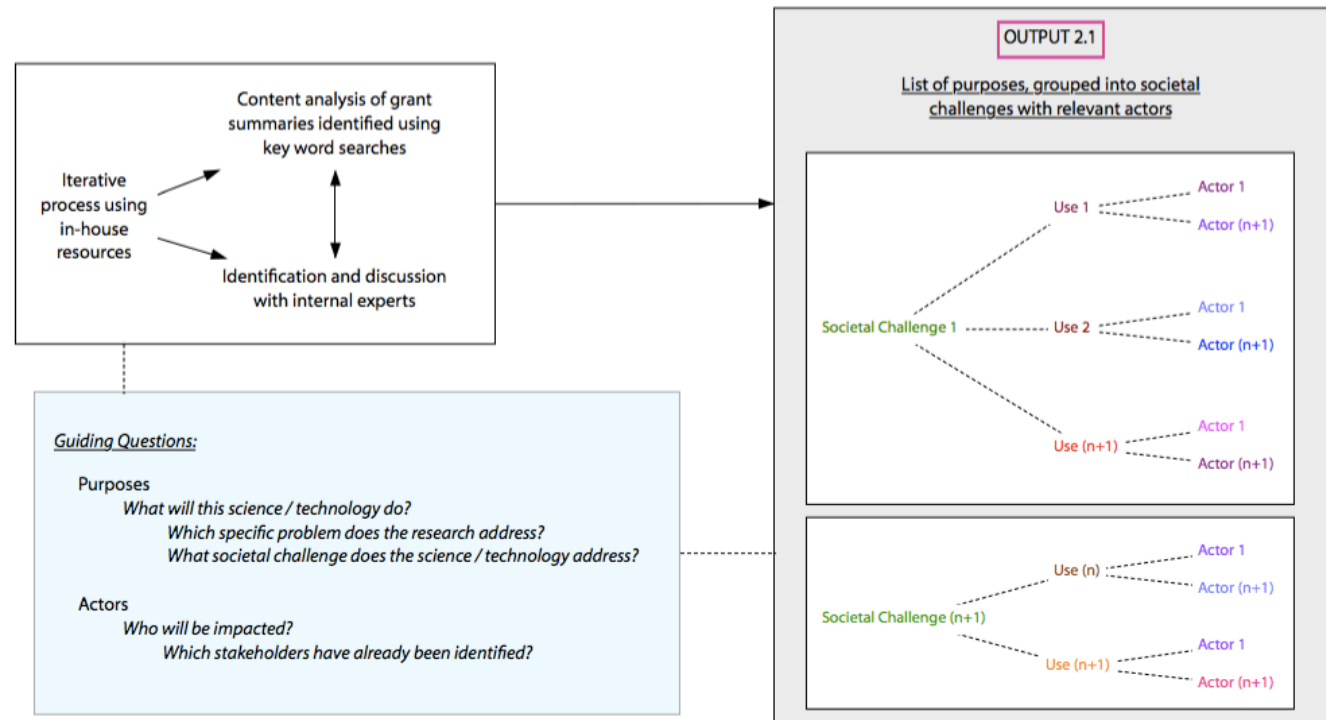 Content analysis of grant
summaries identified using
key word searches
Iterative
process using
in-house
resources
Identification and discussion
with internal experts
Guiding Questions:
Purposes
What will this science / technology do?
Which specific problem does the research address?
What societal challenge does the science / technology address?
Actors
Who will be impacted?
Which stakeholders have already been identified?
OUTPUT 2.1
List of purposes, grouped into societal
challenges with relevant actors
Societal Challenge 1
Use 1
Actor 1
Actor (n+1)
Use 2
Actor 1
Actor (n+1)
Use (n+1)
Actor 1
Actor (n+1)
Societal Challenge (n+1)
Use (n)
Actor 1
Actor (n+1)
Use (n+1)
Actor 1
Actor (n+1)